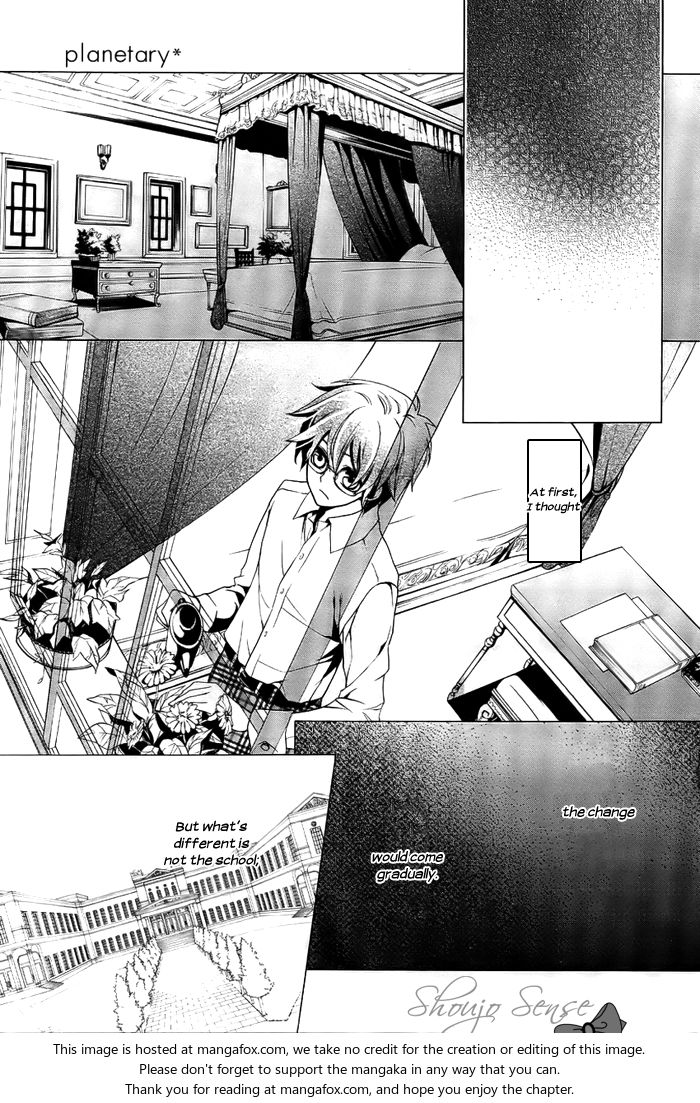 planetary*
At first,
I thought
the change
would come
gradually.
But what's
different is
not the school,
Shoujo Sense
This image is hosted at mangafox.com, we take no credit for the creation or editing of this image.
Please don't forget to support the mangaka in any way that you can.
Thank you for reading at mangafox.com, and hope you enjoy the chapter.